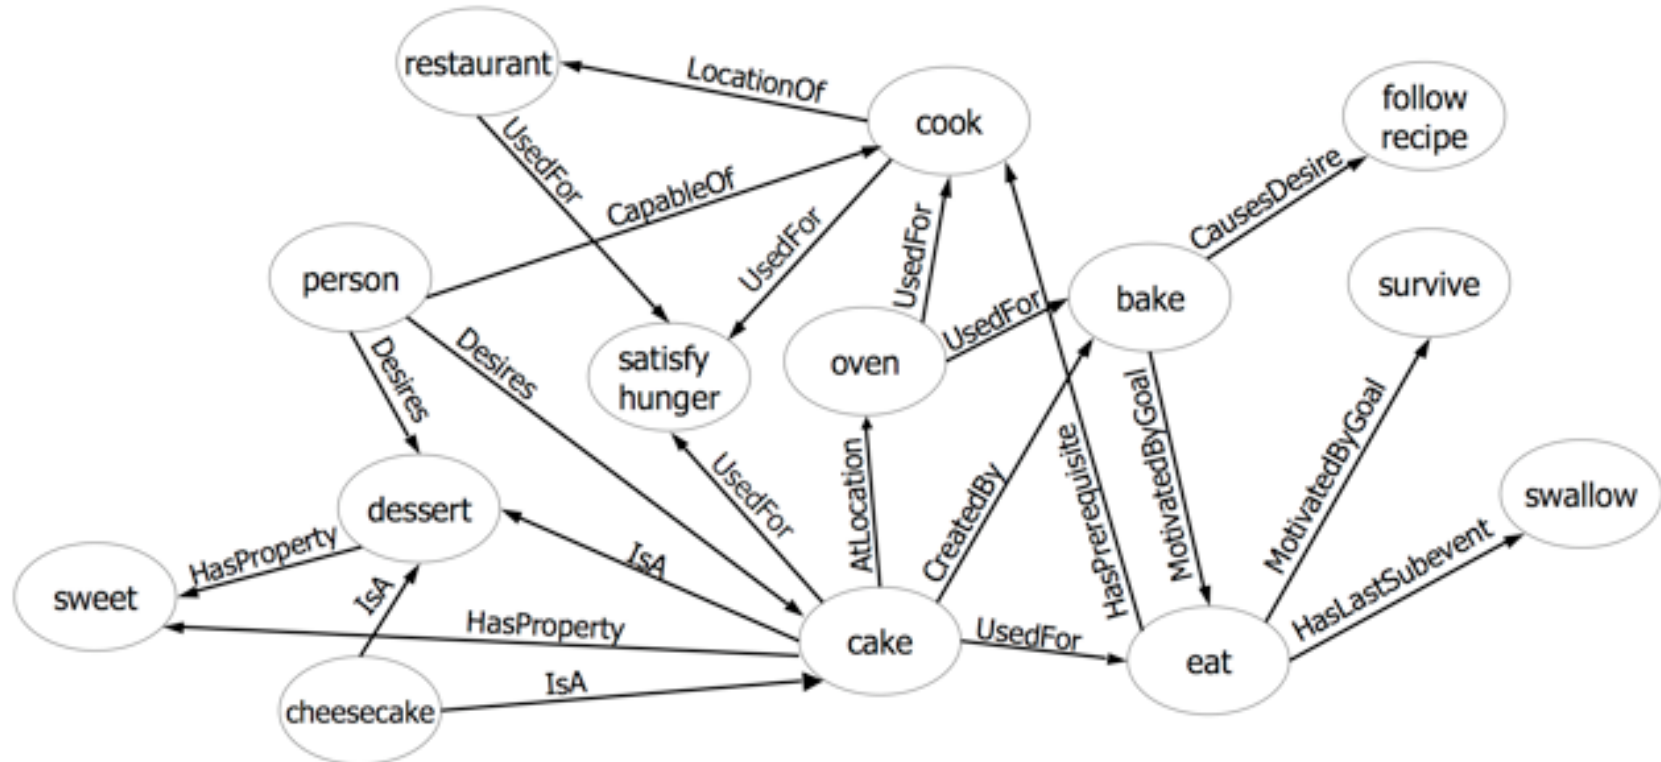 restaurant
LocationOf
cook
follow
recipe
UsedFor
CapableOf
UsedFor
UsedFor
CausesDesire
person
bake
survive
Desires
Desires
satisfy
hunger
oven
UsedFor
dessert
UsedFor
AtLocation
CreatedBy
HasPrerequisite
MotivatedByGoal
MotivatedByGoal
swallow
HasProperty
IsA
HasLastSubevent
sweet
IsA
HasProperty
cake
UsedFor
eat
cheesecake
IsA